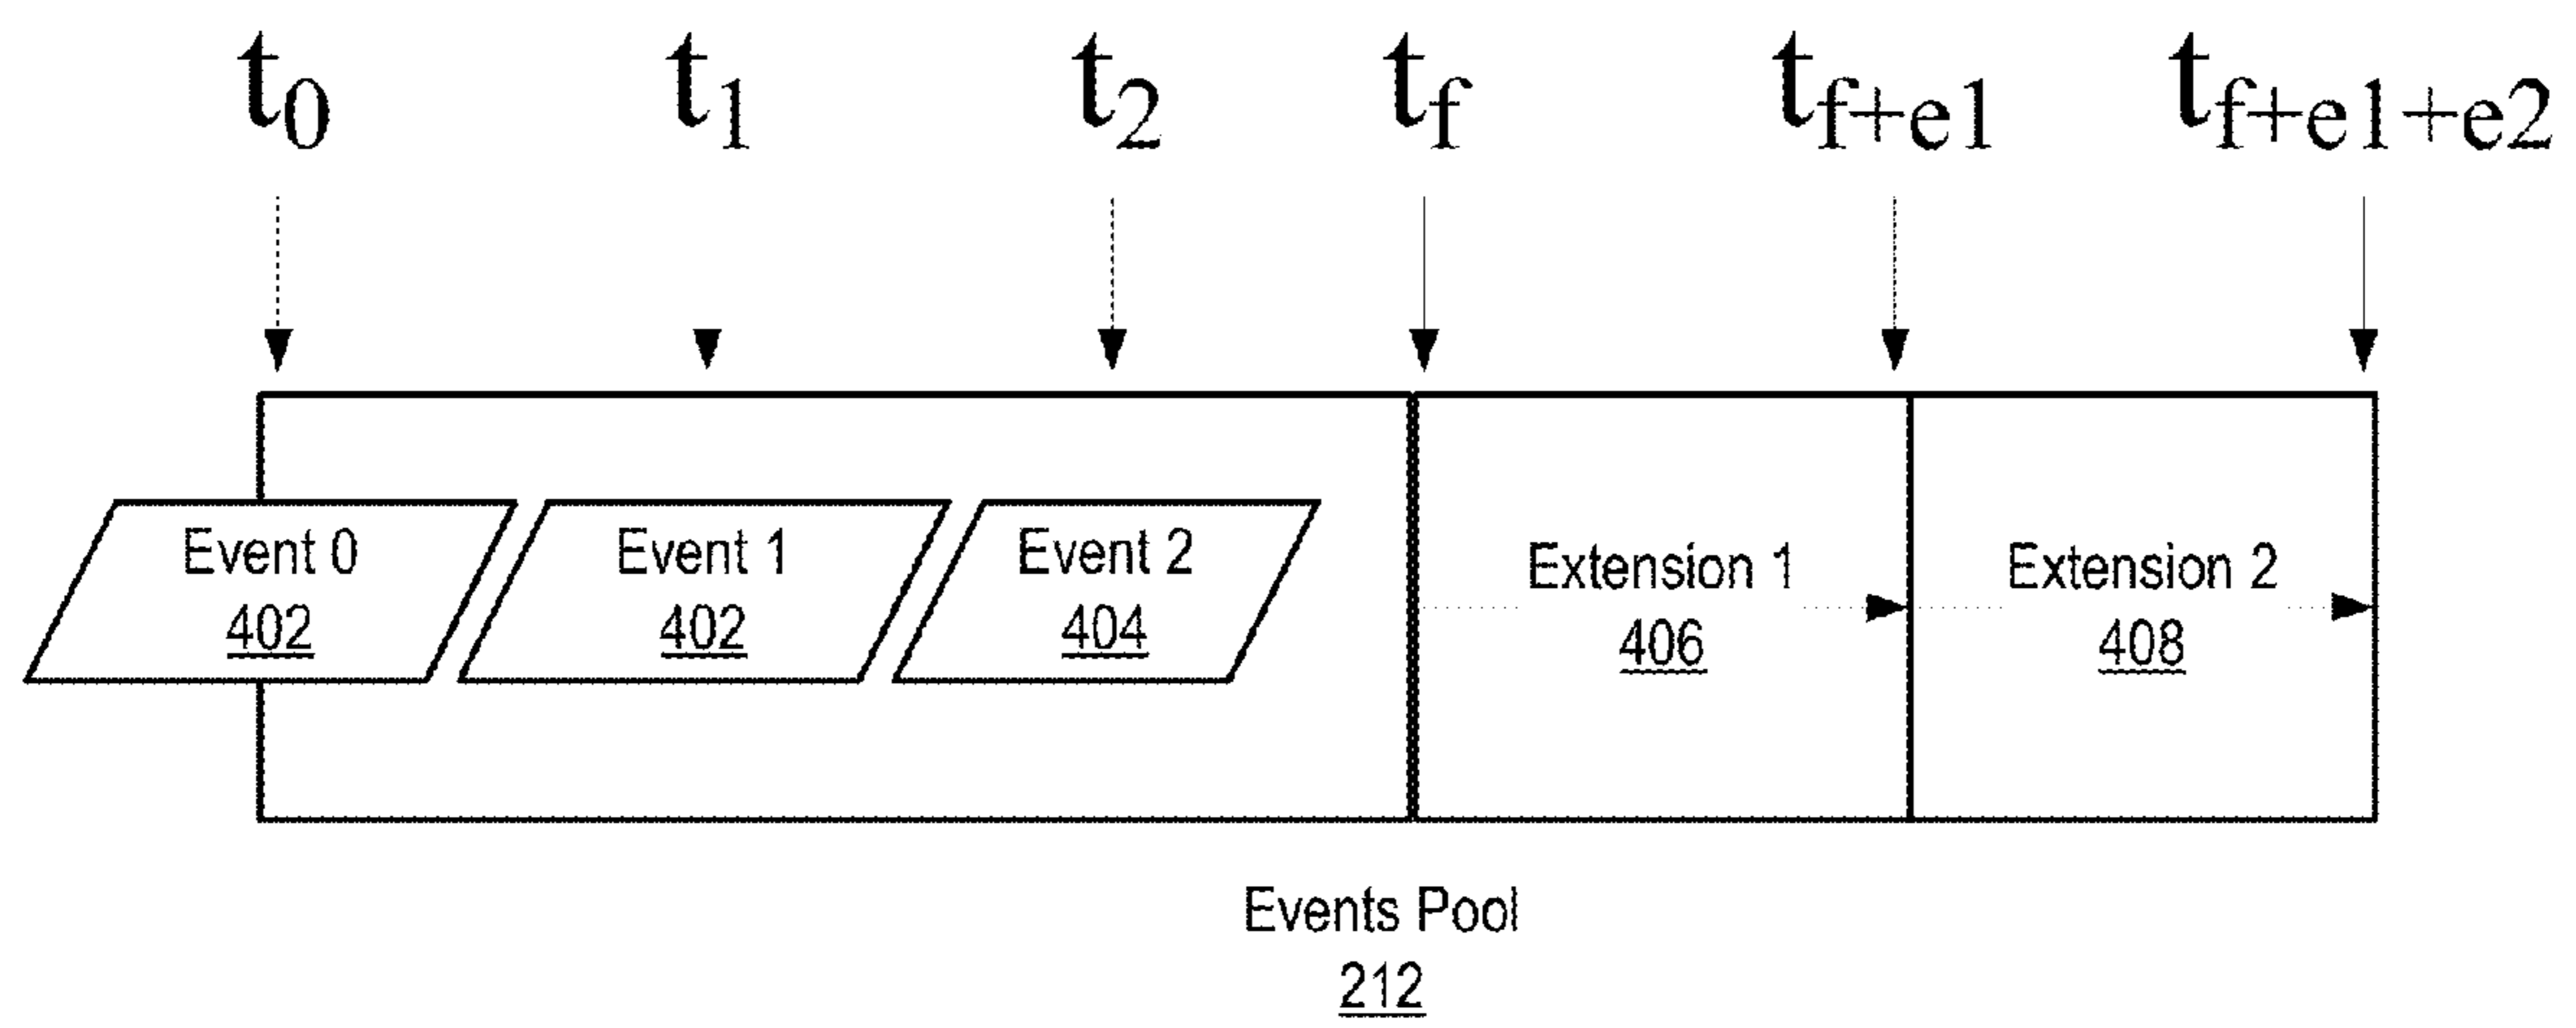 t0 t1 t2 tf tf+e1 tf+e1+e2
Event 0
402
Event 1
402
Event 2
404
Extension 1
406
Extension 2
408
Events Pool
212